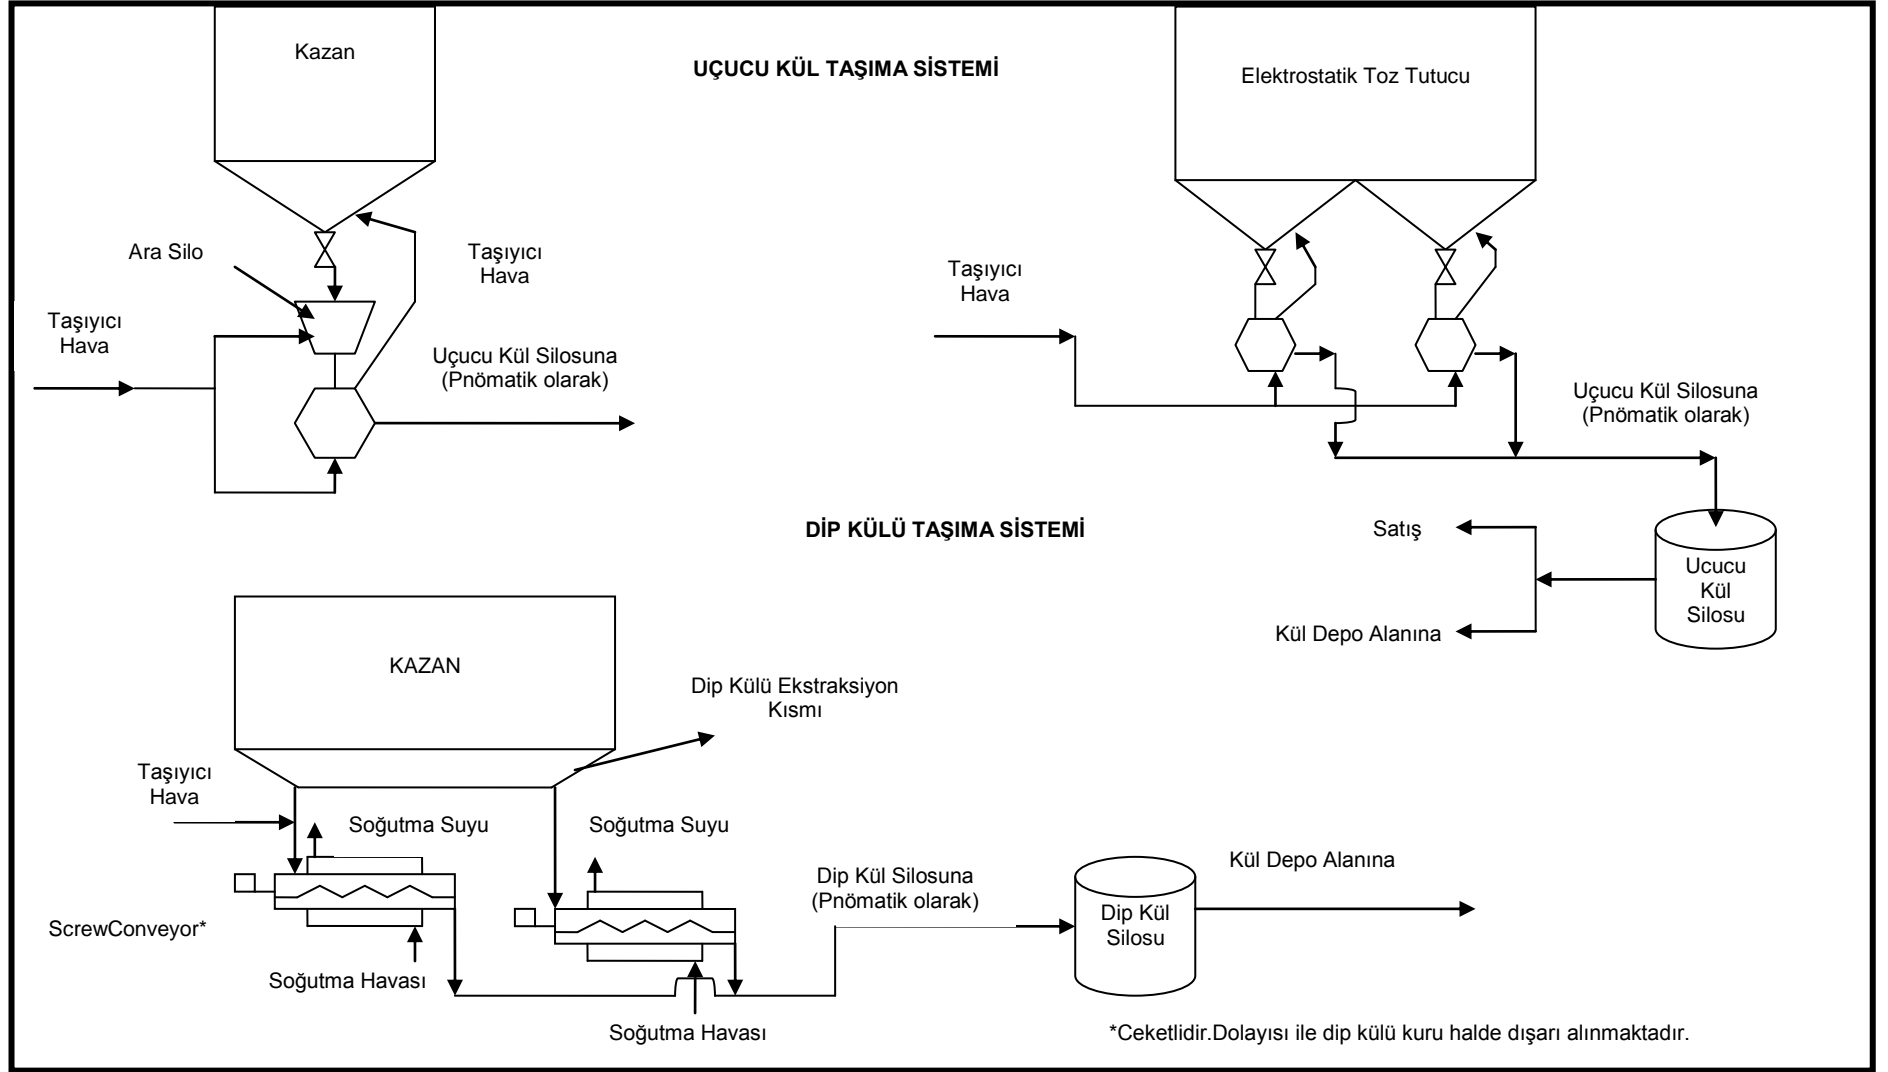 Kazan
UÇUCU KÜL TAŞIMA SİSTEMİ
Elektrostatik Toz Tutucu
Ara Silo
Taşıyıcı
Hava
Taşıyıcı
Hava
Taşıyıcı
Hava
Uçucu Kül Silosuna
(Pnömatik olarak)
Uçucu Kül Silosuna
(Pnömatik olarak)
DİP KÜLÜ TAŞIMA SİSTEMİ
Satış
Ucucu
Kül
Silosu
Kül Depo Alanına
KAZAN
Dip Külü Ekstraksiyon
Kısmı
Taşıyıcı
Hava
Soğutma Suyu
Soğutma Suyu
Dip Kül Silosuna
(Pnömatik olarak)
Kül Depo Alanına
Dip Kül
Silosu
ScrewConveyor*
Soğutma Havası
Soğutma Havası
*Ceketlidir.Dolayısı ile dip külü kuru halde dışarı alınmaktadır.